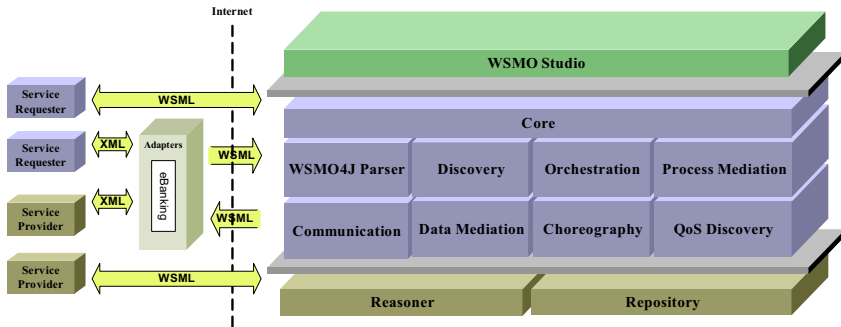 Internet
WSMO Studio
Service
Requester
WSML
Core
Service
Requester
XML
Adapters
eBanking
WSML
WSMO4J Parser
Discovery
Orchestration
Process Mediation
Service
Provider
XML
WSML
Communication
Data Mediation
Choreography
QoS Discovery
Service
Provider
WSML
Reasoner
Repository